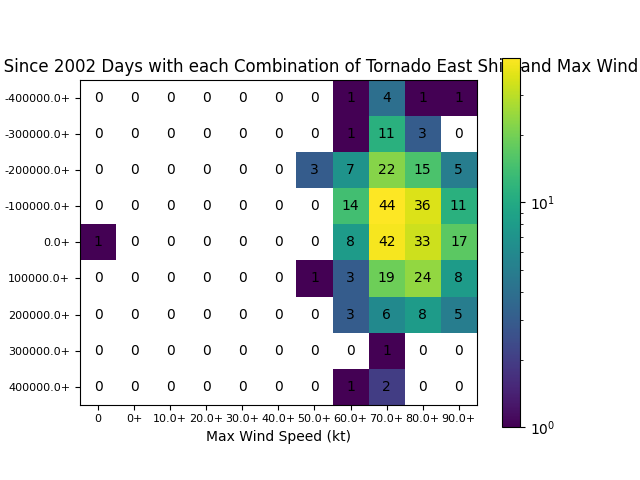 Since 2002 Days with each Combination of Tornado East Shi and Max Wind
-400000.0+ 0 0 0 0 0 0 0 1 4 1 1
-300000.0+ 0 0 0 0 0 0 0 1 11 3 0
-200000.0+ 0 0 0 0 0 0 3 7 22 15 5
-100000.0+ 0 0 0 0 0 0 0 14 44 36 11
0.0+ 1 0 0 0 0 0 0 8 42 33 17
100000.0+ 0 0 0 0 0 0 1 3 19 24 8
200000.0+ 0 0 0 0 0 0 0 3 6 8 5
300000.0+ 0 0 0 0 0 0 0 0 1 0 0
400000.0+ 0 0 0 0 0 0 0 1 2 0 0
0 0+ 10.0+ 20.0+ 30.0+ 40.0+ 50.0+ 60.0+ 70.0+ 80.0+ 90.0+
Max Wind Speed (kt)
10¹
10⁰